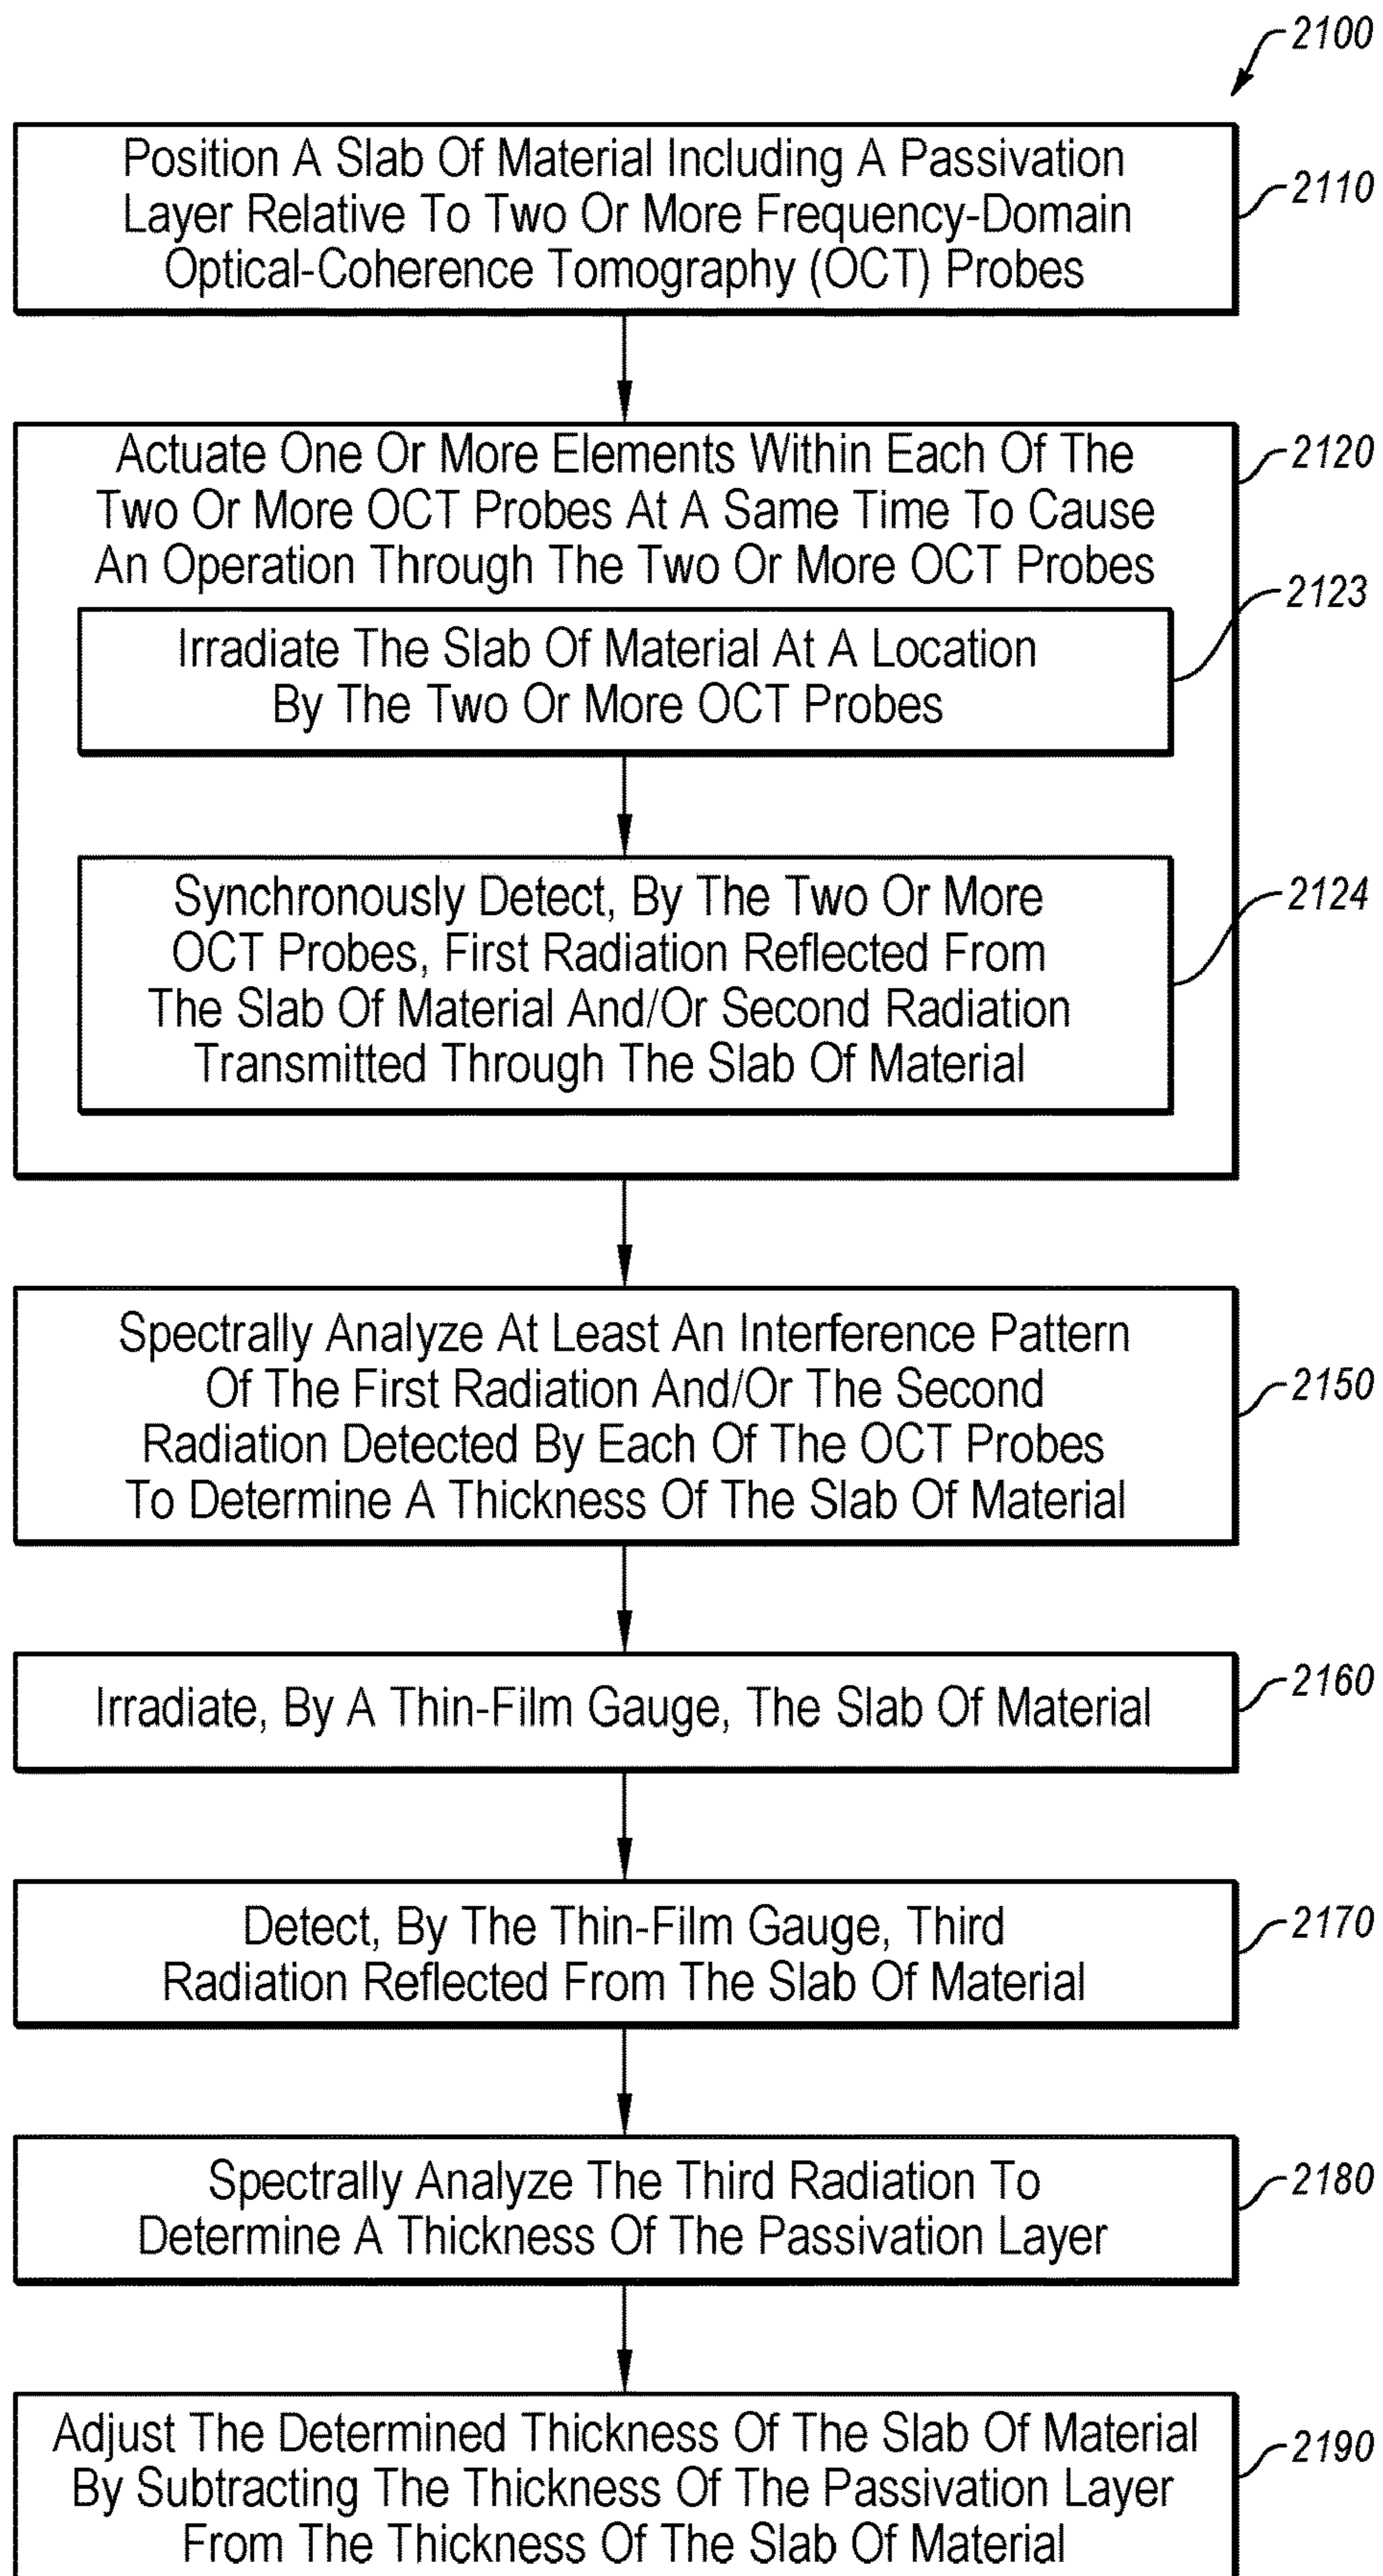 2100
Position A Slab Of Material Including A Passivation
Layer Relative To Two Or More Frequency-Domain
Optical-Coherence Tomography (OCT) Probes
2110
Actuate One Or More Elements Within Each Of The
Two Or More OCT Probes At A Same Time To Cause
An Operation Through The Two Or More OCT Probes
2120
Irradiate The Slab Of Material At A Location
By The Two Or More OCT Probes
2123
Synchronously Detect, By The Two Or More
OCT Probes, First Radiation Reflected From
The Slab Of Material And/Or Second Radiation
Transmitted Through The Slab Of Material
2124
Spectrally Analyze At Least An Interference Pattern
Of The First Radiation And/Or The Second
Radiation Detected By Each Of The OCT Probes
To Determine A Thickness Of The Slab Of Material
2150
Irradiate, By A Thin-Film Gauge, The Slab Of Material
2160
Detect, By The Thin-Film Gauge, Third
Radiation Reflected From The Slab Of Material
2170
Spectrally Analyze The Third Radiation To
Determine A Thickness Of The Passivation Layer
2180
Adjust The Determined Thickness Of The Slab Of Material
By Subtracting The Thickness Of The Passivation Layer
From The Thickness Of The Slab Of Material
2190